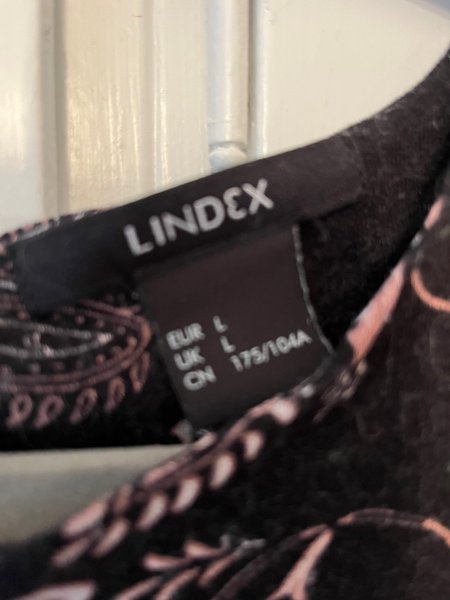 LINDEX
EUR L
UK L
CN 175/104A